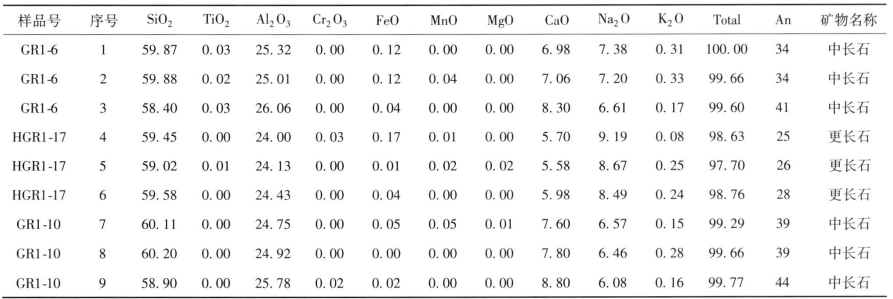 样品号 序号 SiO₂ TiO₂ Al₂O₃ Cr₂O₃ FeO MnO MgO CaO Na₂O K₂O Total An 矿物名称
GR1-6 1 59.87 0.03 25.32 0.00 0.12 0.00 0.00 6.98 7.38 0.31 100.00 34 中长石
GR1-6 2 59.88 0.02 25.01 0.00 0.12 0.04 0.00 7.06 7.20 0.33 99.66 34 中长石
GR1-6 3 58.40 0.03 26.06 0.00 0.04 0.00 0.00 8.30 6.61 0.17 99.60 41 中长石
HGR1-17 4 59.45 0.00 24.00 0.03 0.17 0.01 0.00 5.70 9.19 0.08 98.63 25 更长石
HGR1-17 5 59.02 0.01 24.13 0.00 0.01 0.02 0.02 5.58 8.67 0.25 97.70 26 更长石
HGR1-17 6 59.58 0.00 24.43 0.00 0.04 0.00 0.00 5.98 8.49 0.24 98.76 28 更长石
GR1-10 7 60.11 0.00 24.75 0.00 0.05 0.05 0.01 7.60 6.57 0.15 99.29 39 中长石
GR1-10 8 60.20 0.00 24.92 0.00 0.00 0.00 0.00 7.80 6.46 0.28 99.66 39 中长石
GR1-10 9 58.90 0.00 25.78 0.02 0.02 0.00 0.00 8.80 6.08 0.16 99.77 44 中长石